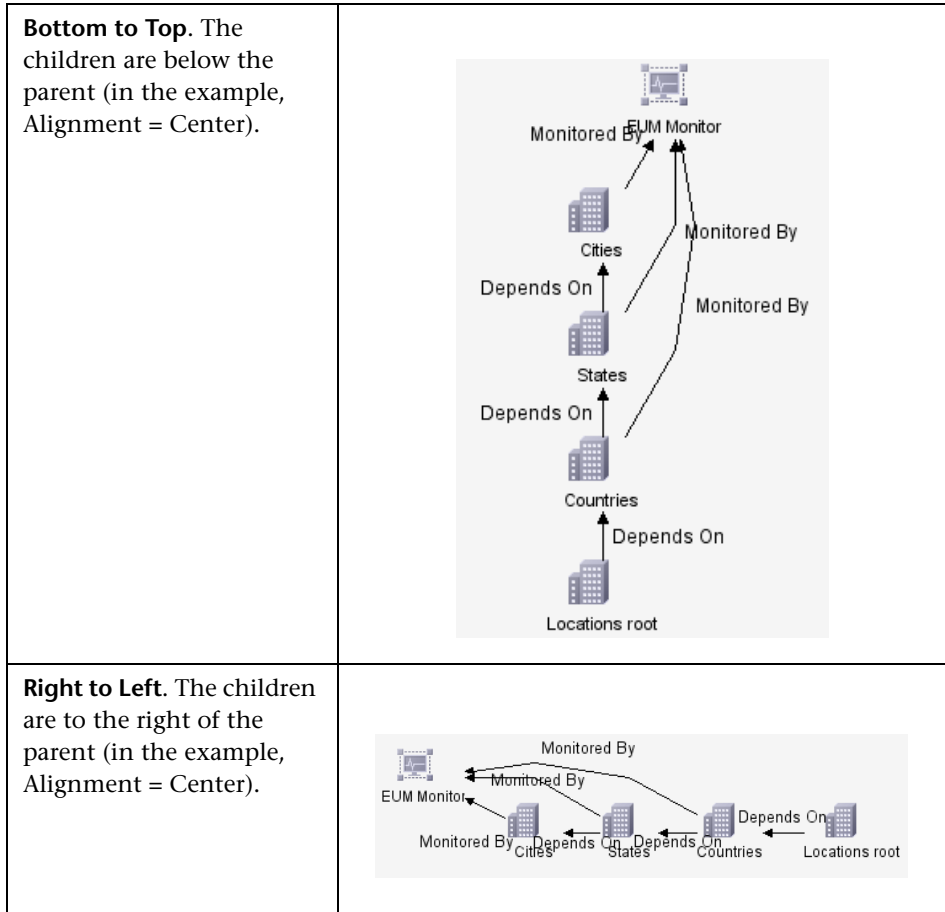 Bottom to Top. The
children are below the
parent (in the example,
Alignment = Center).
EUM Monitor
Monitored By
Cities
Monitored By
Depends On
Monitored By
States
Depends On
Countries
Depends On
Locations root
Right to Left. The children
are to the right of the
parent (in the example,
Alignment = Center).
Monitored By
Monitored By
EUM Monitor
Depends On
Monitored By
Cities
Depends On
States
Depends On
Countries
Locations root